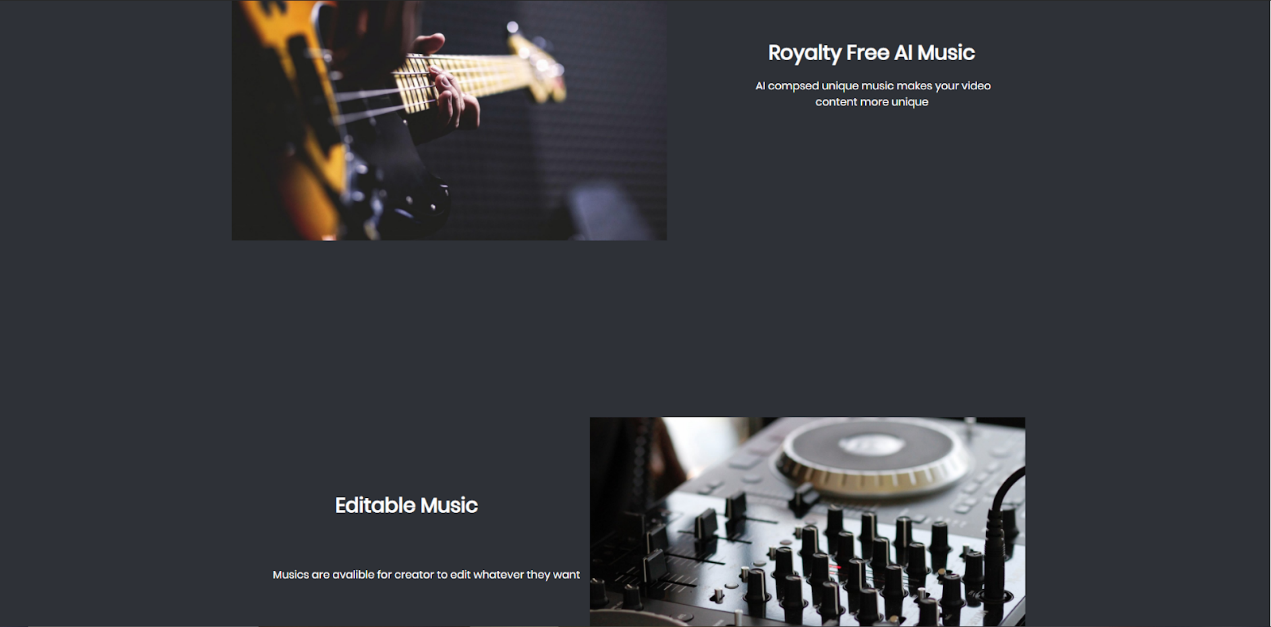 Royalty Free AI Music
AI compsed unique music makes your video
content more unique
Editable Music
Musics are avalible for creator to edit whatever they want